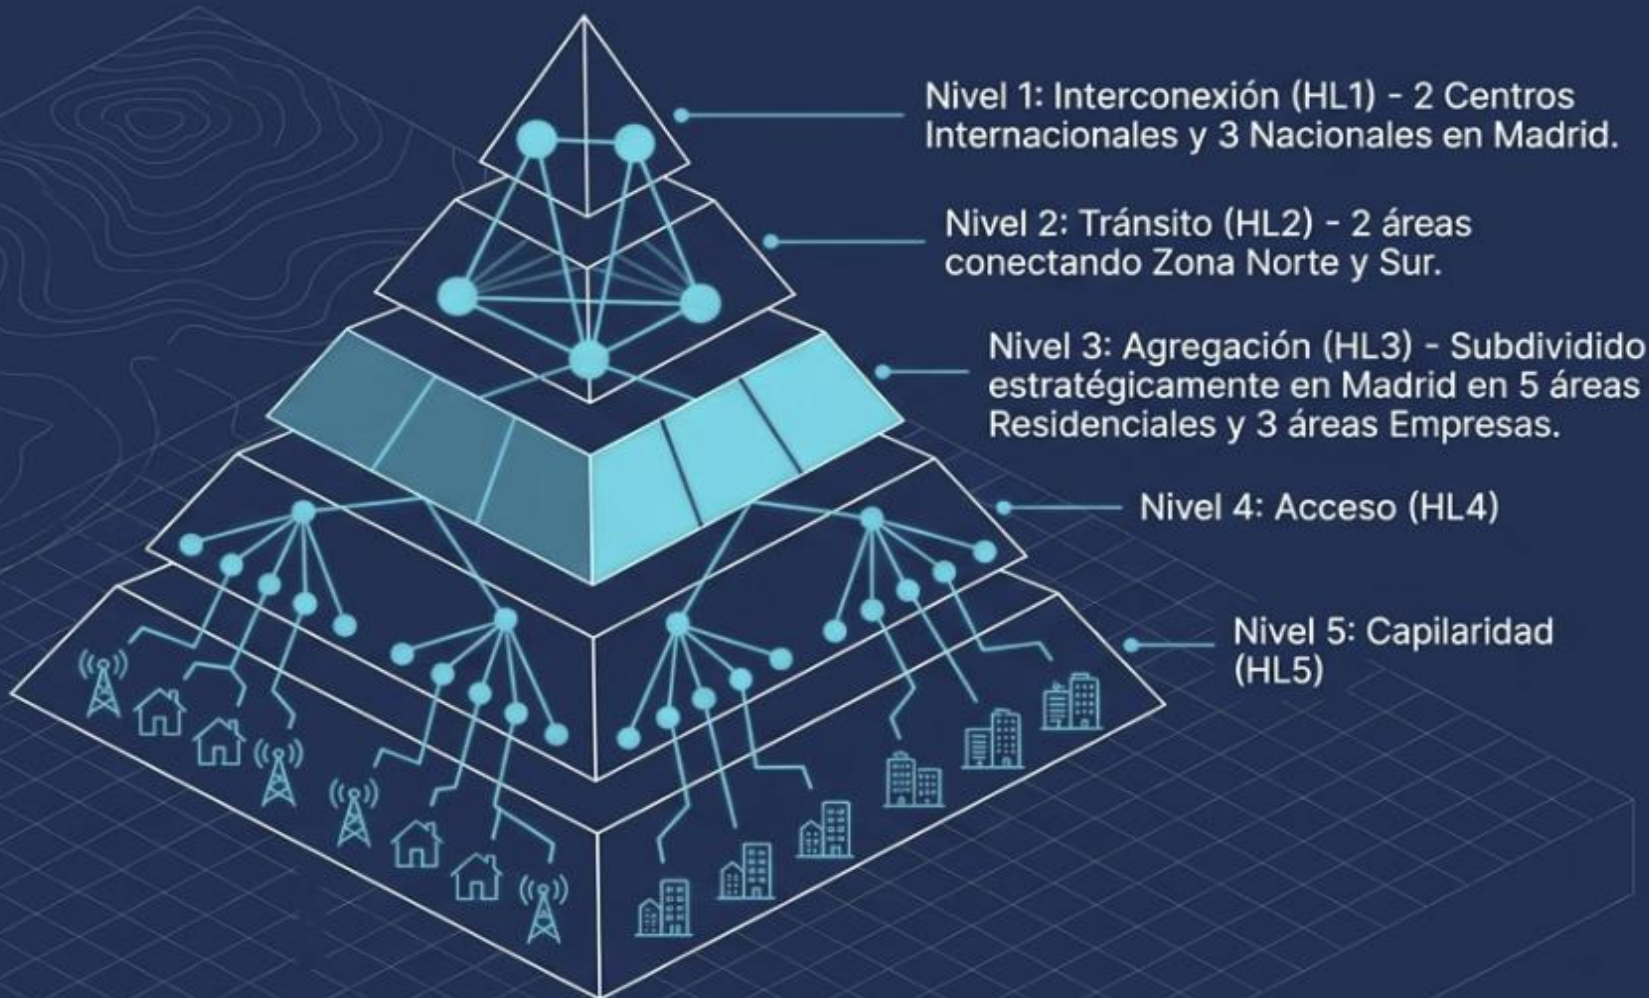 Nivel 1: Interconexión (HL1) - 2 Centros
Internacionales y 3 Nacionales en Madrid.
Nivel 2: Tránsito (HL2) - 2 áreas
conectando Zona Norte y Sur.
Nivel 3: Agregación (HL3) - Subdividido
estratégicamente en Madrid en 5 áreas
Residenciales y 3 áreas Empresas.
Nivel 4: Acceso (HL4)
Nivel 5: Capilaridad
(HL5)